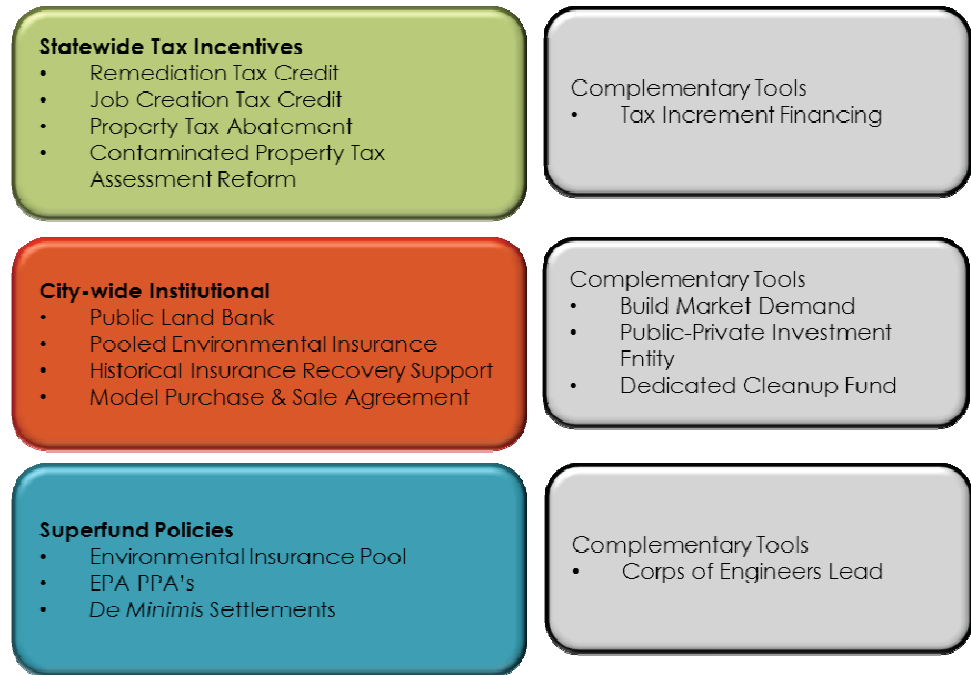 Statewide Tax Incentives
• Remediation Tax Credit
• Job Creation Tax Credit
• Property Tax Abatement
• Contaminated Property Tax
Assessment Reform
Complementary Tools
• Tax Increment Financing
City-wide Institutional
• Public Land Bank
• Pooled Environmental Insurance
• Historical Insurance Recovery Support
• Model Purchase & Sale Agreement
Complementary Tools
• Build Market Demand
• Public-Private Investment
Entity
• Dedicated Cleanup Fund
Superfund Policies
• Environmental Insurance Pool
• EPA PPA's
• De Minimis Settlements
Complementary Tools
• Corps of Engineers Lead